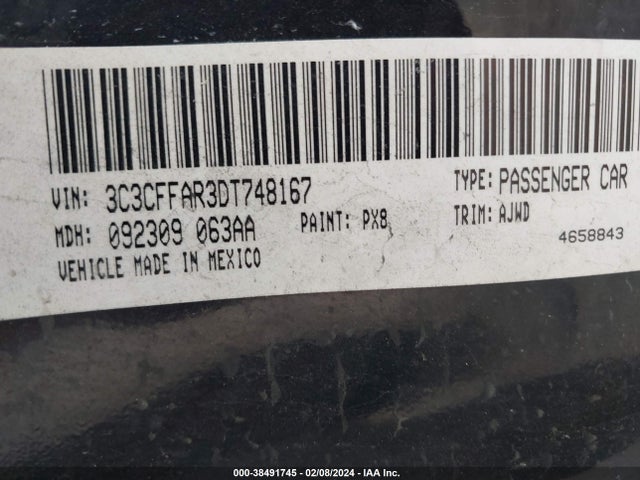 VIN: 3C3CFFAR3DT748167 TYPE: PASSENGER CAR
MDH: 092309 063AA PAINT: PX8 TRIM: AJWD
VEHICLE MADE IN MEXICO 4658843
000-38491745 - 02/08/2024 - IAA Inc.